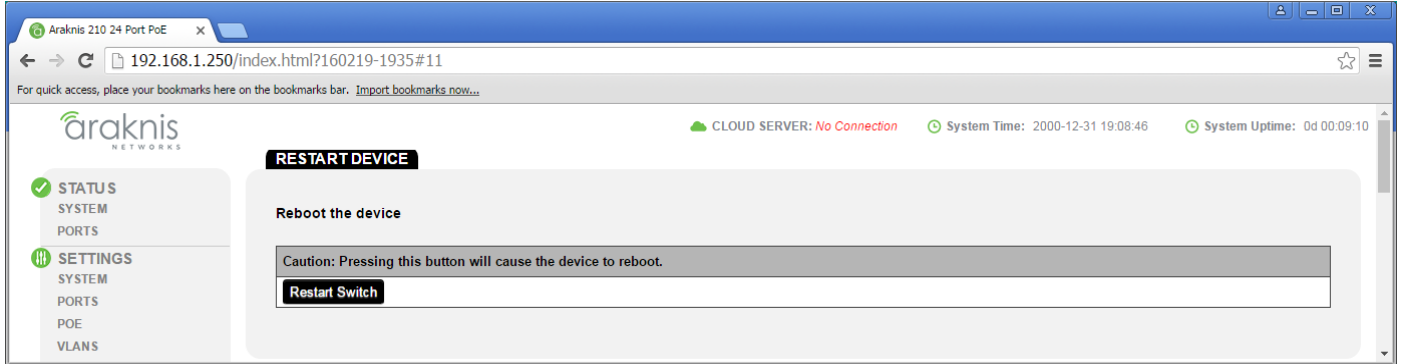 Araknis 210 24 Port PoE
192.168.1.250/index.html?160219-1935#11
For quick access, place your bookmarks here on the bookmarks bar. Import bookmarks now...
araknis
NETWORKS
CLOUD SERVER: No Connection System Time: 2000-12-31 19:08:46 System Uptime: 0d 00:09:10
RESTART DEVICE
STATUS
SYSTEM
PORTS
SETTINGS
SYSTEM
PORTS
POE
VLANS
Reboot the device
Caution: Pressing this button will cause the device to reboot.
Restart Switch